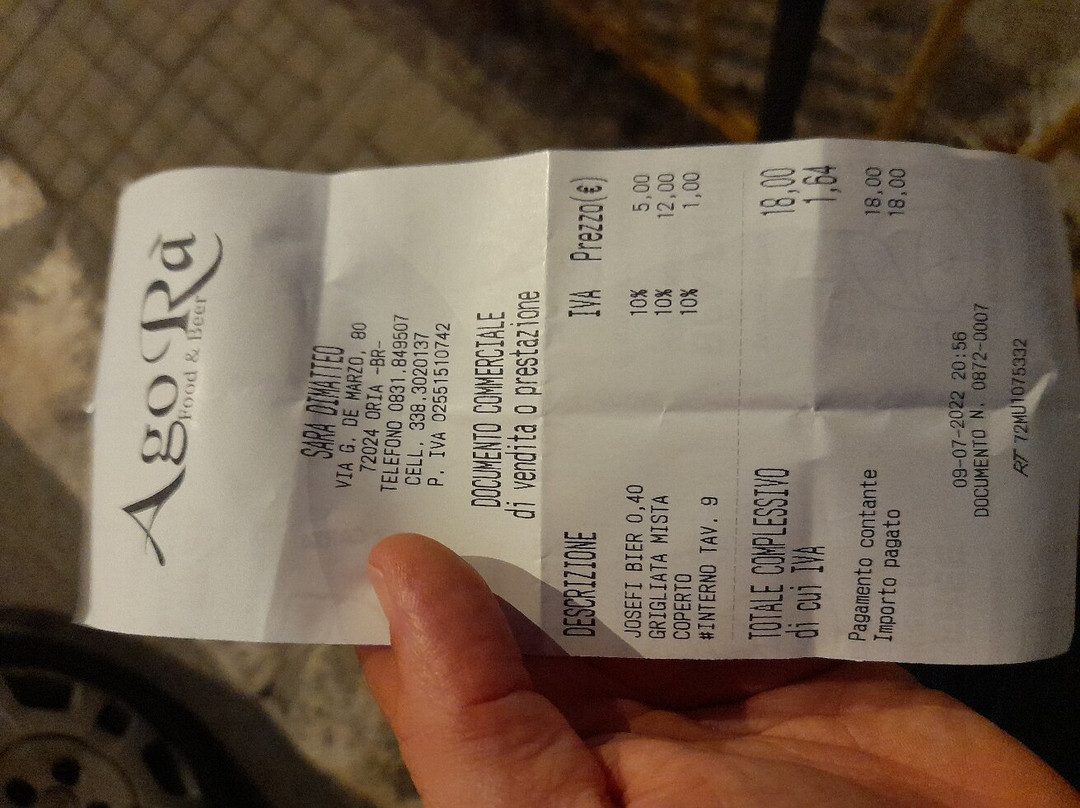 AgoRà
Food & Beer
SARA DIMATTEO
VIA G. DE MARZO, 80
72024 ORIA -BR-
TELEFONO 0831.849507
CELL. 338.3020137
P. IVA 02551510742
DOCUMENTO COMMERCIALE
di vendita o prestazione
DESCRIZIONE IVA Prezzo(€)
JOSEFI BIER 0,40 10% 5,00
GRIGLIATA MISTA 10% 12,00
COPERTO 10% 1,00
#INTERNO TAV. 9
TOTALE COMPLESSIVO 18,00
di cui IVA 1,64
Pagamento contante 18,00
Importo pagato 18,00
09-07-2022 20:56
DOCUMENTO N. 0872-0007
RT 72MU1075332